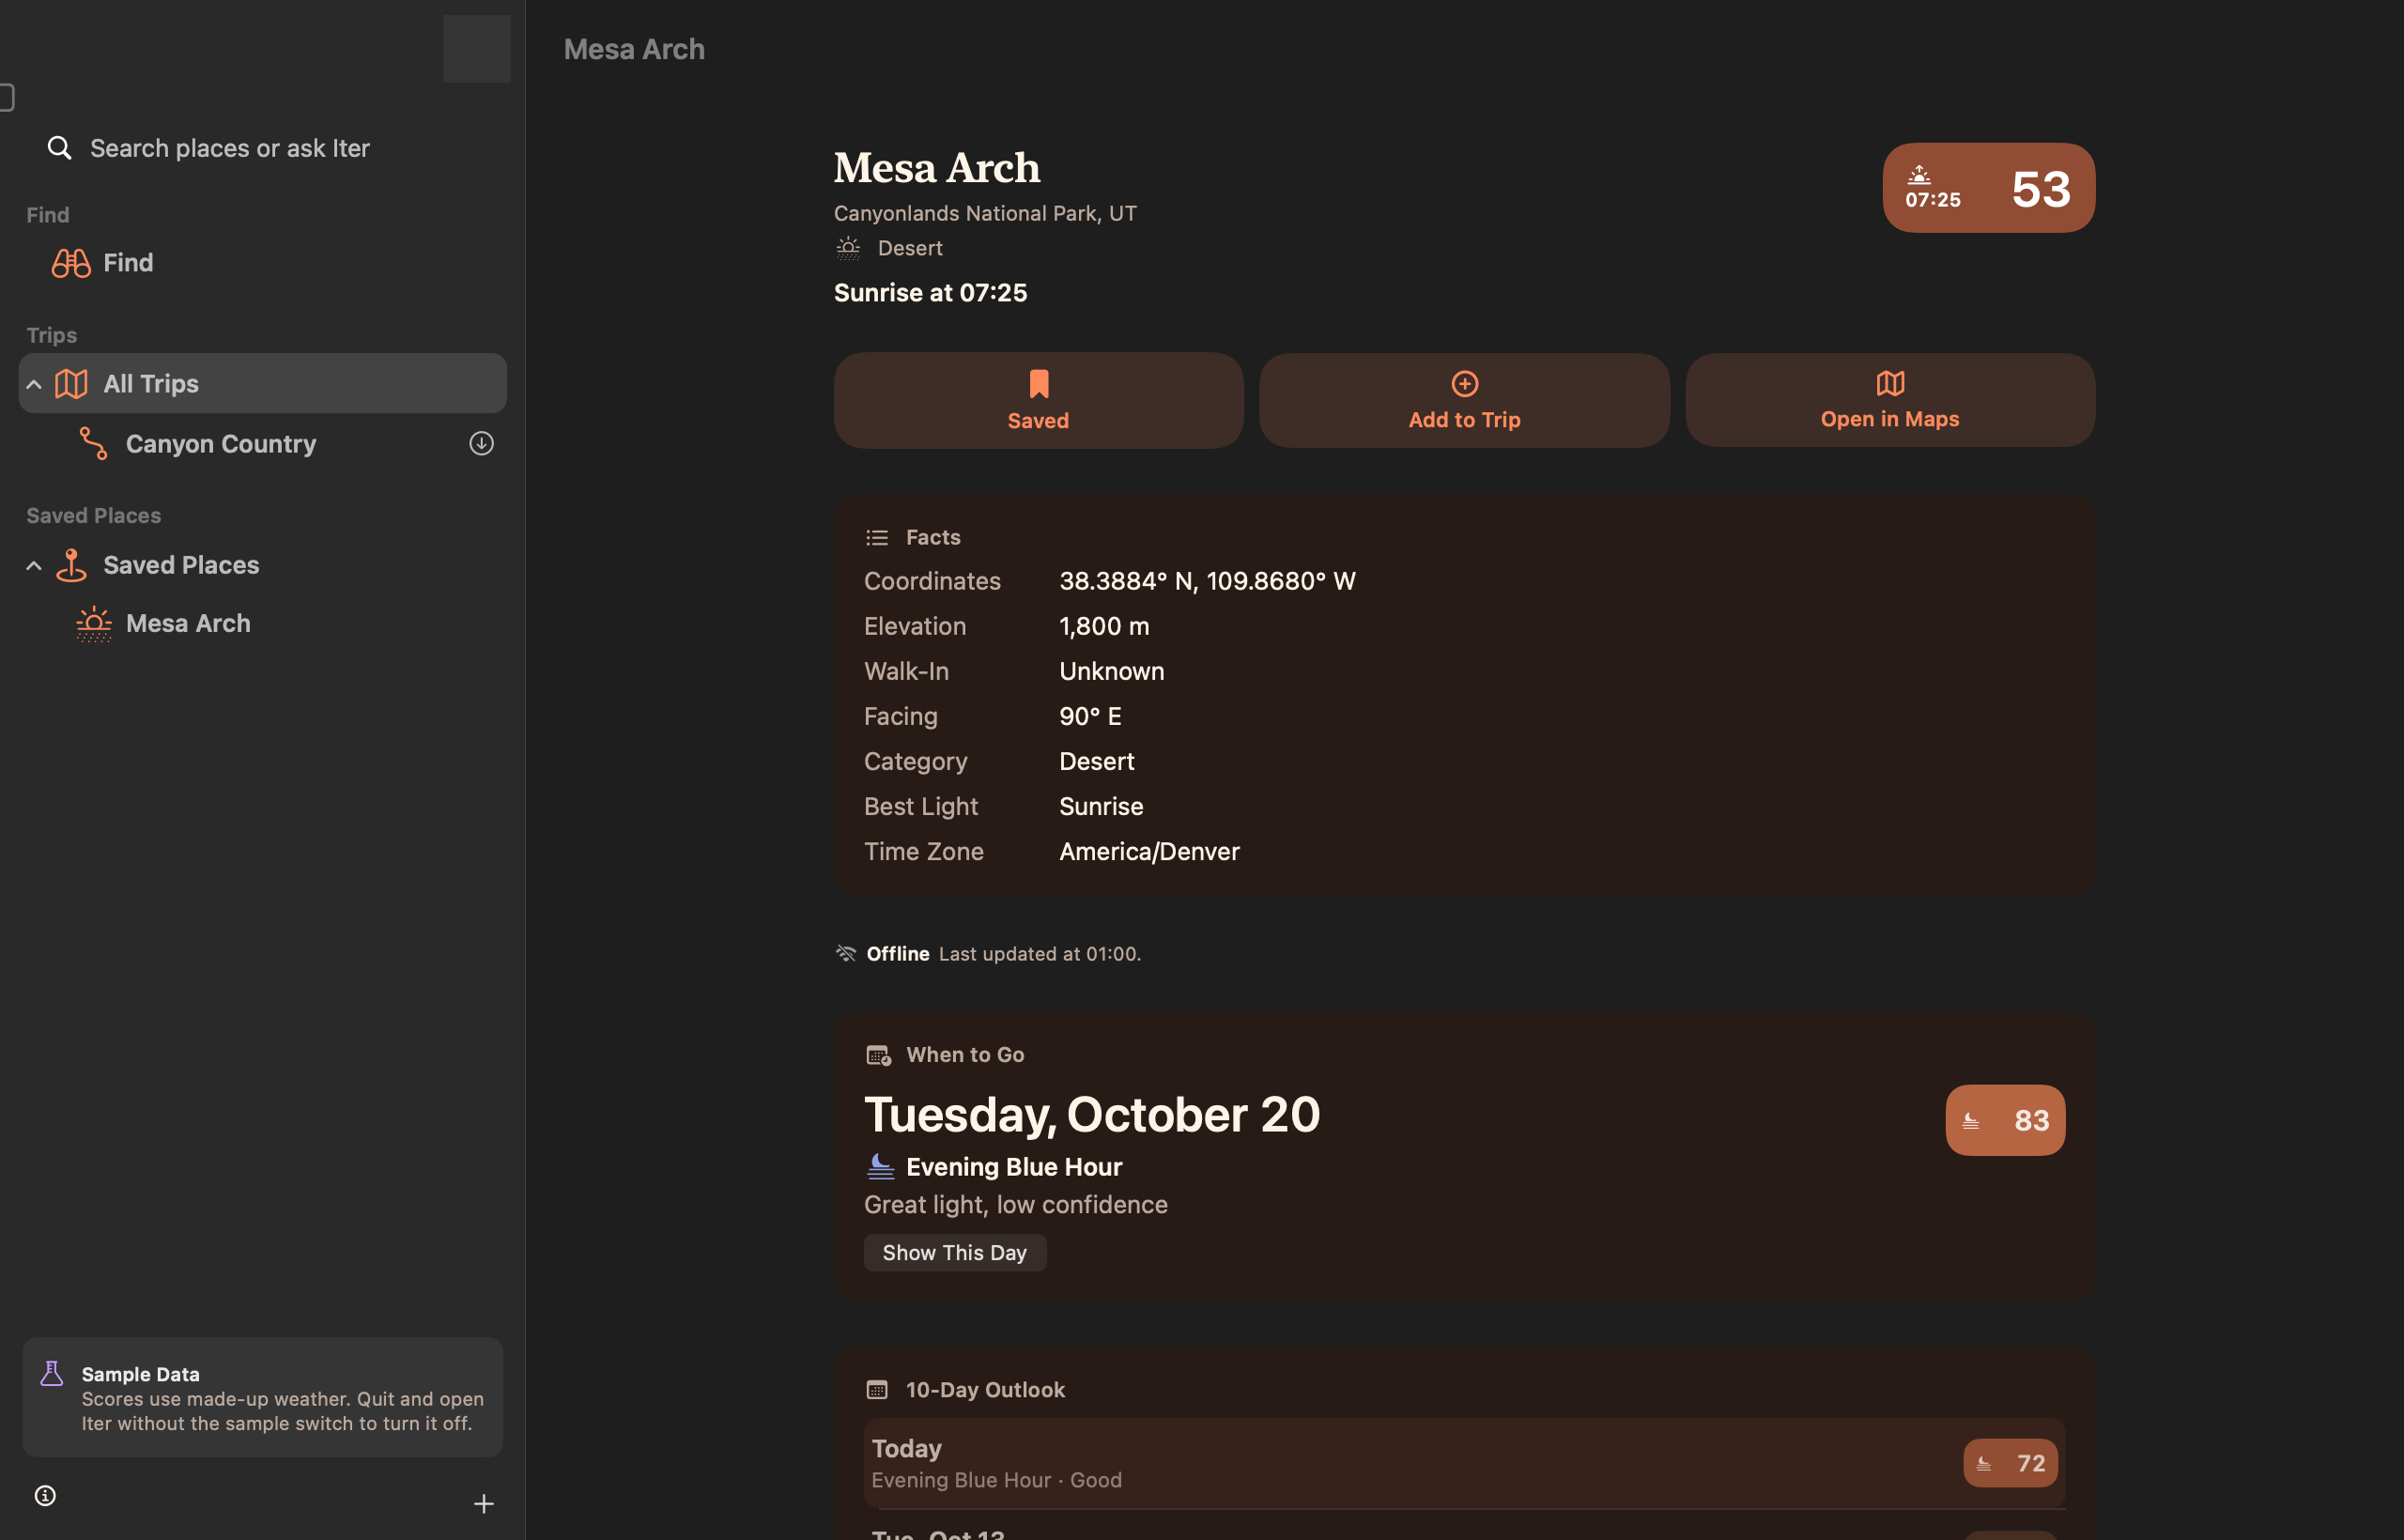 Mesa Arch
Search places or ask Iter
Find
Find
Trips
All Trips
Canyon Country
Saved Places
Saved Places
Mesa Arch
Sample Data
Scores use made-up weather. Quit and open
Iter without the sample switch to turn it off.
Mesa Arch
Canyonlands National Park, UT
Desert
Sunrise at 07:25
07:25
53
Saved
Add to Trip
Open in Maps
Facts
Coordinates 38.3884° N, 109.8680° W
Elevation 1,800 m
Walk-In Unknown
Facing 90° E
Category Desert
Best Light Sunrise
Time Zone America/Denver
Offline Last updated at 01:00.
When to Go
Tuesday, October 20
83
Evening Blue Hour
Great light, low confidence
Show This Day
10-Day Outlook
Today
Evening Blue Hour · Good
72
Tue, Oct 13